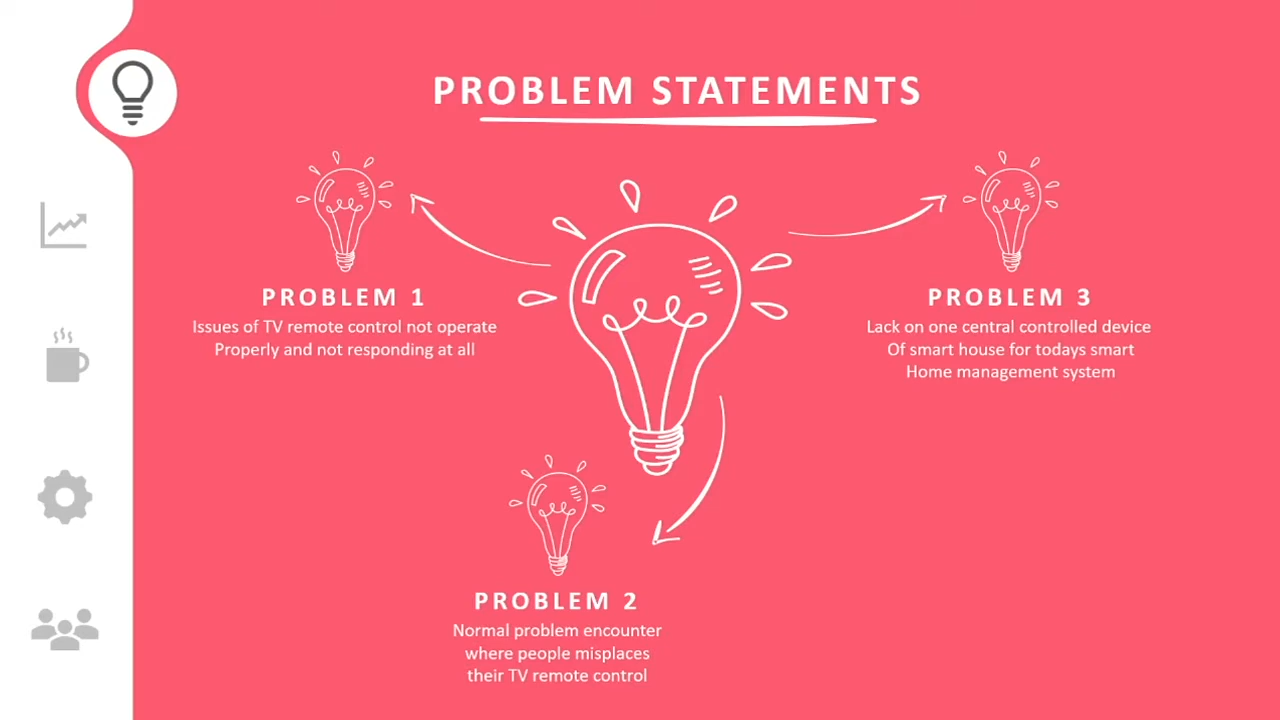 PROBLEM STATEMENTS
PROBLEM 1
Issues of TV remote control not operate
Properly and not responding at all
PROBLEM 3
Lack on one central controlled device
Of smart house for todays smart
Home management system
PROBLEM 2
Normal problem encounter
where people misplaces
their TV remote control